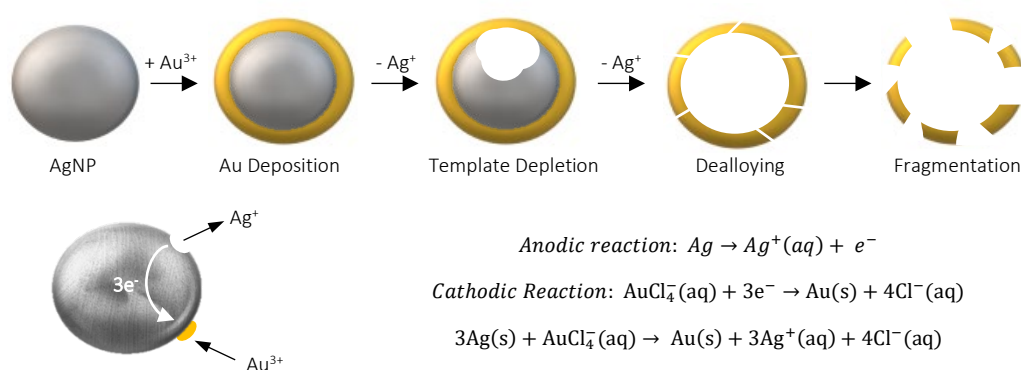 + Au³⁺
- Ag⁺
- Ag⁺
AgNP
Au Deposition
Template Depletion
Dealloying
Fragmentation
Ag⁺
3e⁻
Au³⁺
Anodic reaction: Ag → Ag⁺(aq) + e⁻
Cathodic Reaction: AuCl₄⁻(aq) + 3e⁻ → Au(s) + 4Cl⁻(aq)
3Ag(s) + AuCl₄⁻(aq) → Au(s) + 3Ag⁺(aq) + 4Cl⁻(aq)